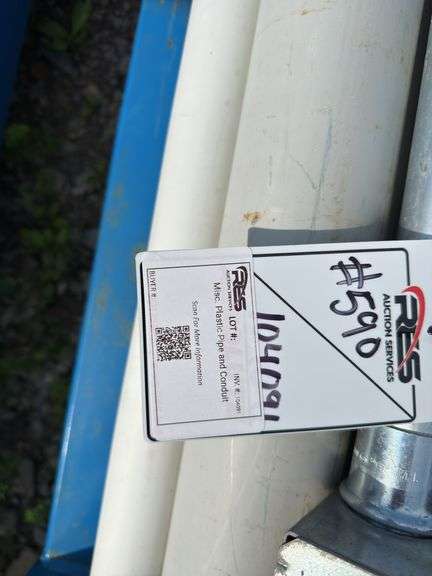 RES
AUCTION SERVICES
#590
104091
RES
AUCTION SERVICES
LOT #:
INV. #:
Misc. Plastic Pipe and Conduit
Scan For More Information
BUYER #: